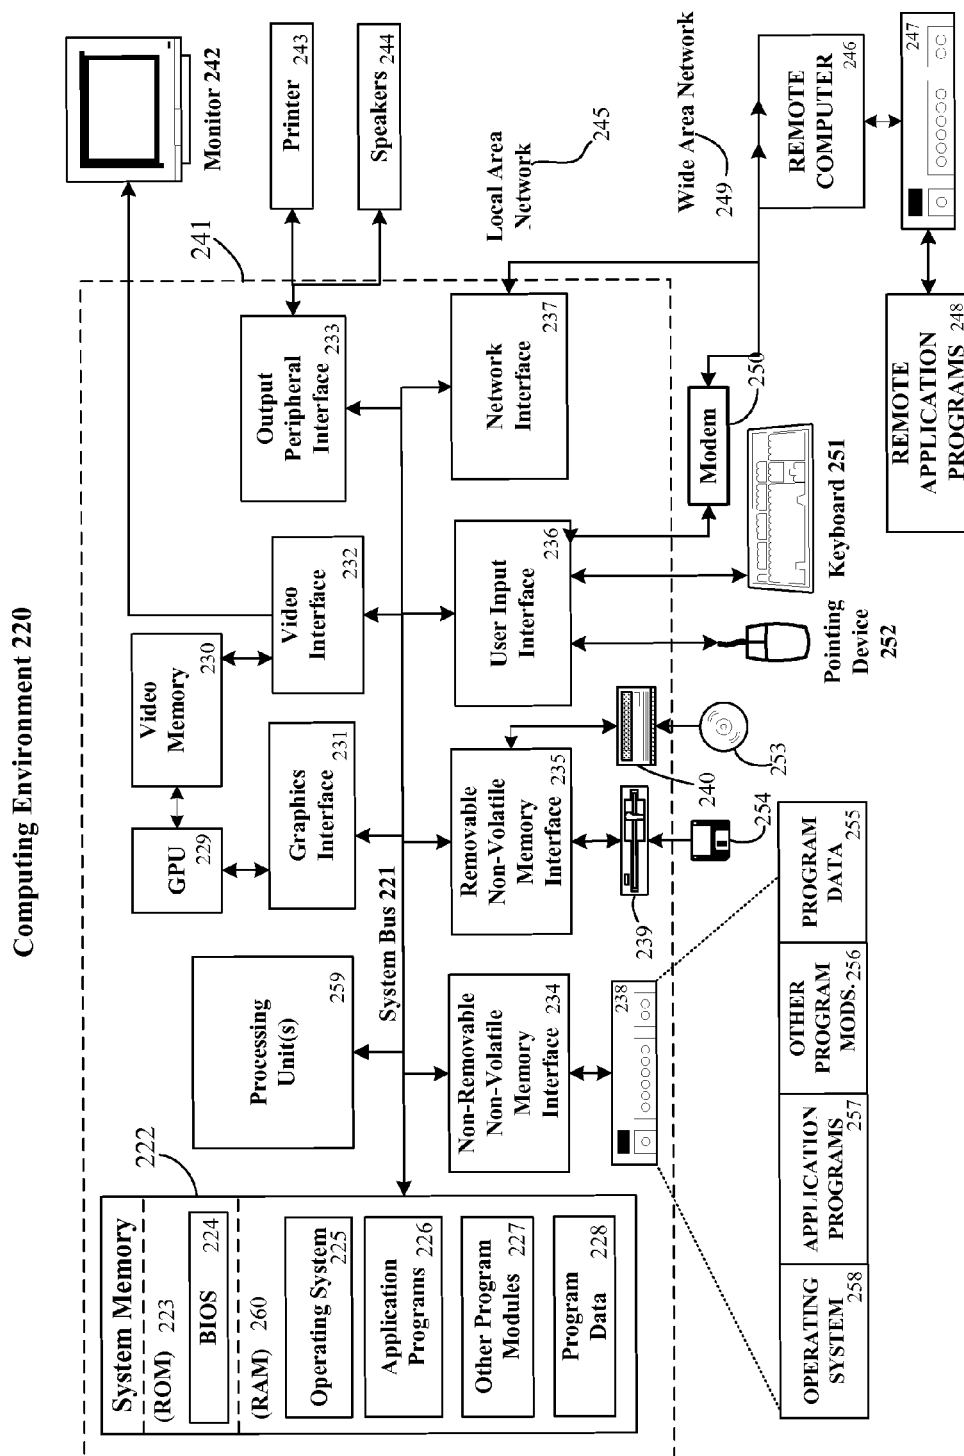 Computing Environment 220
System Memory
222
(ROM) 223
BIOS 224
(RAM) 260
Operating System
225
Application
Programs 226
Other Program
Modules 227
Program
Data 228
Processing
Unit(s)
259
System Bus 221
GPU
229
Video
Memory
230
Graphics
Interface
231
Video
Interface
232
Output
Peripheral
Interface
233
241
Monitor 242
Printer
243
Speakers
244
Non-Removable
Non-Volatile
Memory
Interface 234
Removable
Non-Volatile
Memory
Interface 235
User Input
Interface
236
Network
Interface
237
Local Area
Network
245
Wide Area Network
249
238
239
240
254
253
Pointing
Device
252
Keyboard 251
Modem
250
REMOTE
COMPUTER
246
247
REMOTE
APPLICATION
PROGRAMS 248
OPERATING
SYSTEM 258
APPLICATION
PROGRAMS 257
OTHER
PROGRAM
MODS. 256
PROGRAM
DATA 255